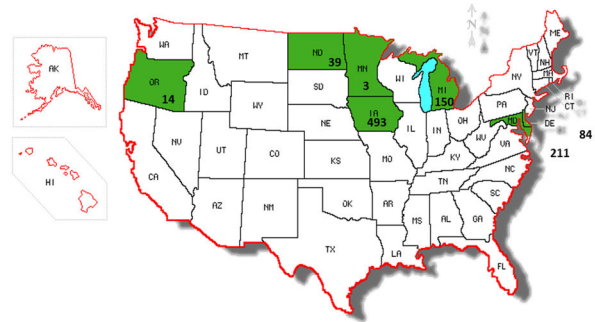 ME
WA
ND
39
MN
3
MT
VT
NH
AK
OR
14
ID
SD
WI
MI
150
NY
MA
RI
CT
WY
IA
493
PA
NJ
DE
84
NE
IL
IN
OH
MD
NV
UT
CO
KS
MO
KY
WV
VA
211
HI
CA
AZ
NM
OK
AR
TN
NC
SC
TX
LA
MS
AL
GA
FL